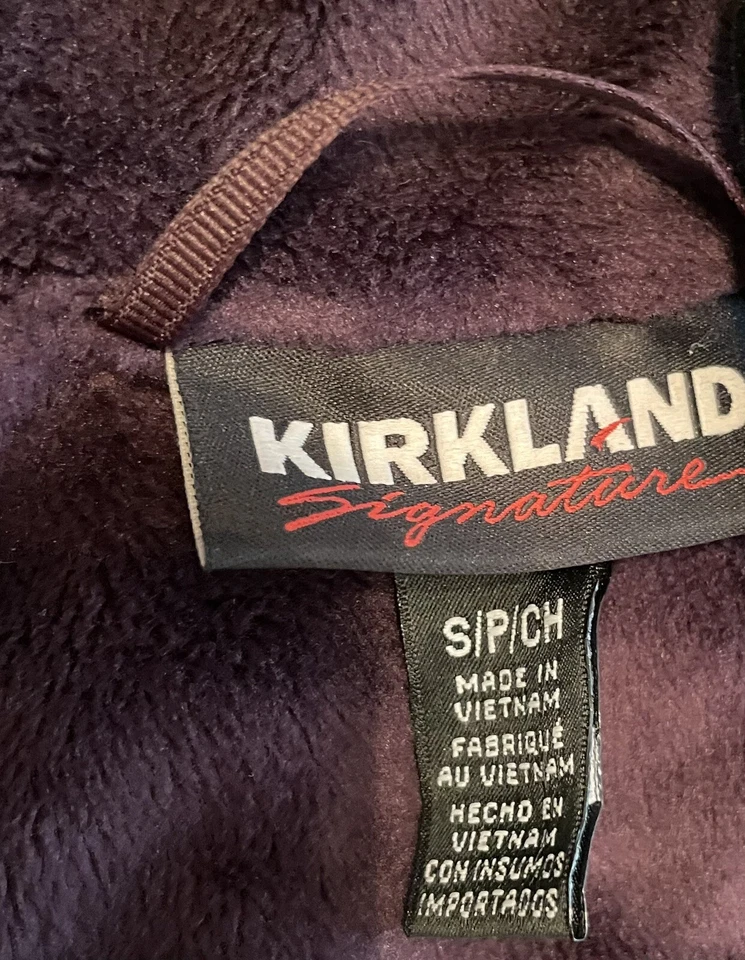 KIRKLAND
Signature
S/P/CH
MADE IN
VIETNAM
FABRIQUÉ
AU VIETNAM
HECHO EN
VIETNAM
CON INSUMOS
IMPORTADOS